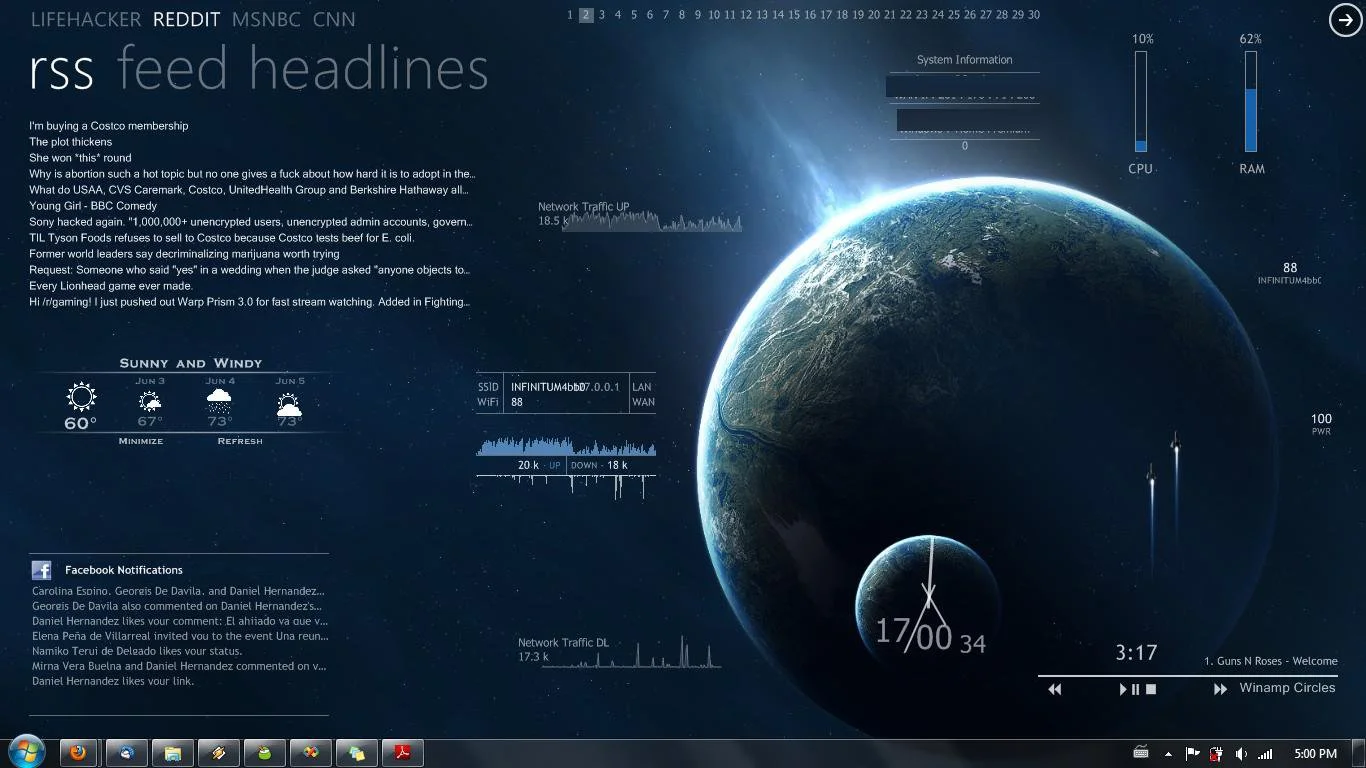 LIFEHACKER REDDIT MSNBC CNN
rss feed headlines
1 2 3 4 5 6 7 8 9 10 11 12 13 14 15 16 17 18 19 20 21 22 23 24 25 26 27 28 29 30
System Information
0
10%
CPU
62%
RAM
I'm buying a Costco membership
The plot thickens
She won *this* round
Why is abortion such a hot topic but no one gives a fuck about how hard it is to adopt in the...
What do USAA, CVS Caremark, Costco, UnitedHealth Group and Berkshire Hathaway all...
Young Girl - BBC Comedy
Sony hacked again. "1,000,000+ unencrypted users, unencrypted admin accounts, govern...
TIL Tyson Foods refuses to sell to Costco because Costco tests beef for E. coli.
Former world leaders say decriminalizing marijuana worth trying
Request: Someone who said "yes" in a wedding when the judge asked "anyone objects to...
Every Lionhead game ever made.
Hi /r/gaming! I just pushed out Warp Prism 3.0 for fast stream watching. Added in Fighting...
Network Traffic UP
18.5 k
88
INFINITUM4bb0
Sunny and Windy
Jun 3 Jun 4 Jun 5
60° 67° 73° 73°
Minimize Refresh
SSID INFINITUM4bb0 LAN
WiFi 88 WAN
20 k - UP DOWN - 18 k
100
PWR
Facebook Notifications
Carolina Espino, Georgis De Davila, and Daniel Hernandez...
Georgis De Davila also commented on Daniel Hernandez's...
Daniel Hernandez likes your comment: El ahijado va que v...
Elena Peña de Villarreal invited you to the event Una reun...
Namiko Terui de Delgado likes your status.
Mirna Vera Buelna and Daniel Hernandez commented on y...
Daniel Hernandez likes your link.
Network Traffic DL
17.3 k
17/00 34
3:17
1. Guns N Roses - Welcome
Winamp Circles
5:00 PM